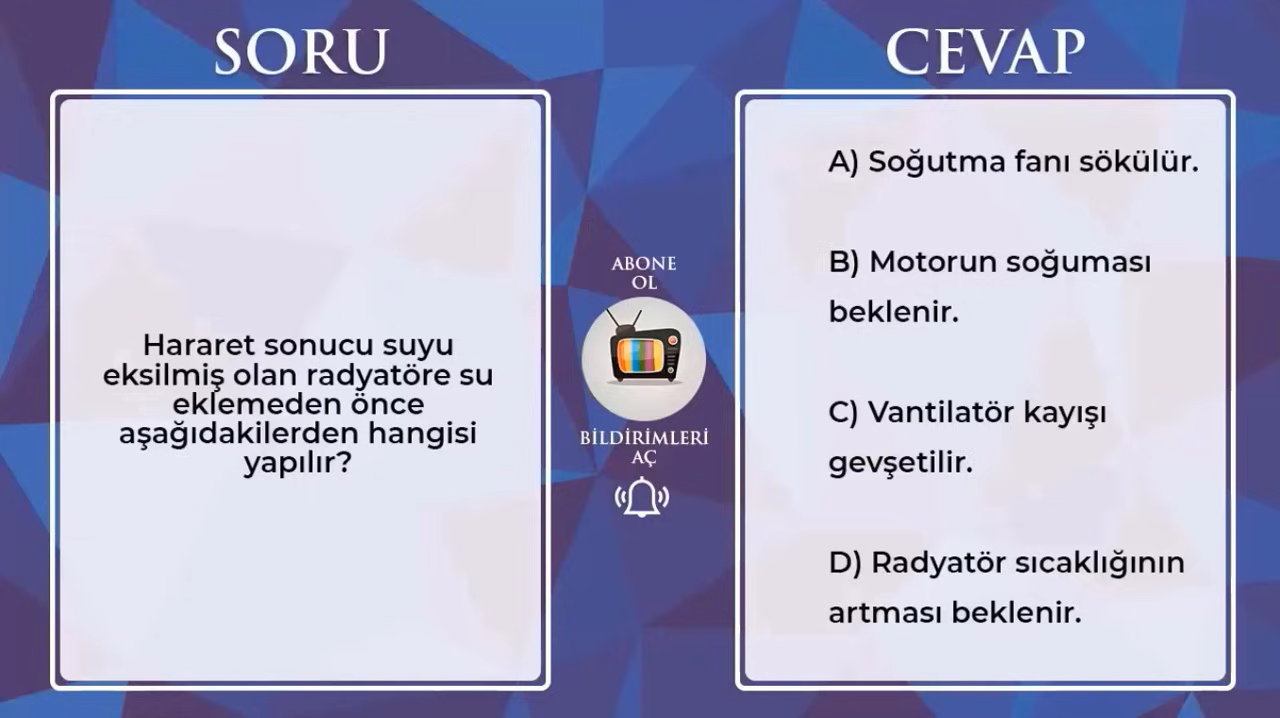 SORU
Hararet sonucu suyu
eksilmiş olan radyatöre su
eklemeden önce
aşağıdakilerden hangisi
yapılır?
ABONE
OL
BİLDİRİMLERİ
AÇ
CEVAP
A) Soğutma fanı sökülür.
B) Motorun soğuması
beklenir.
C) Vantilatör kayışı
gevşetilir.
D) Radyatör sıcaklığının
artması beklenir.